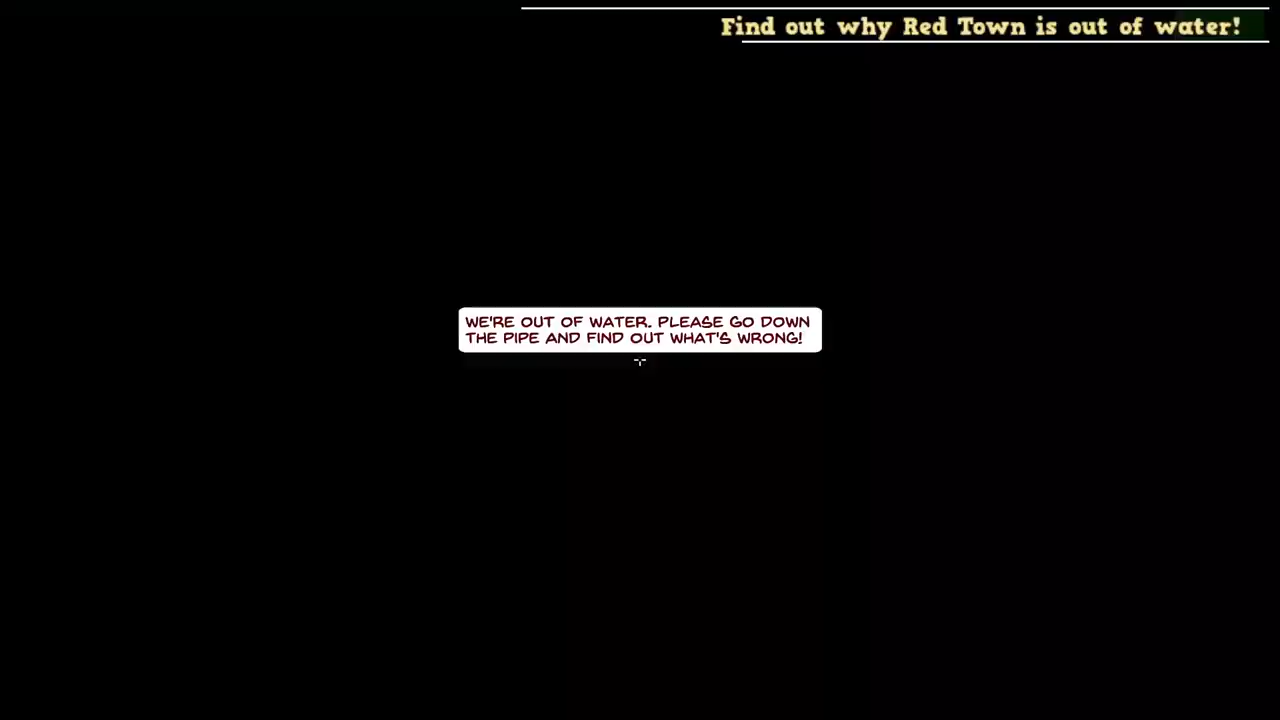 Find out why Red Town is out of water!
WE'RE OUT OF WATER. PLEASE GO DOWN
THE PIPE AND FIND OUT WHAT'S WRONG!